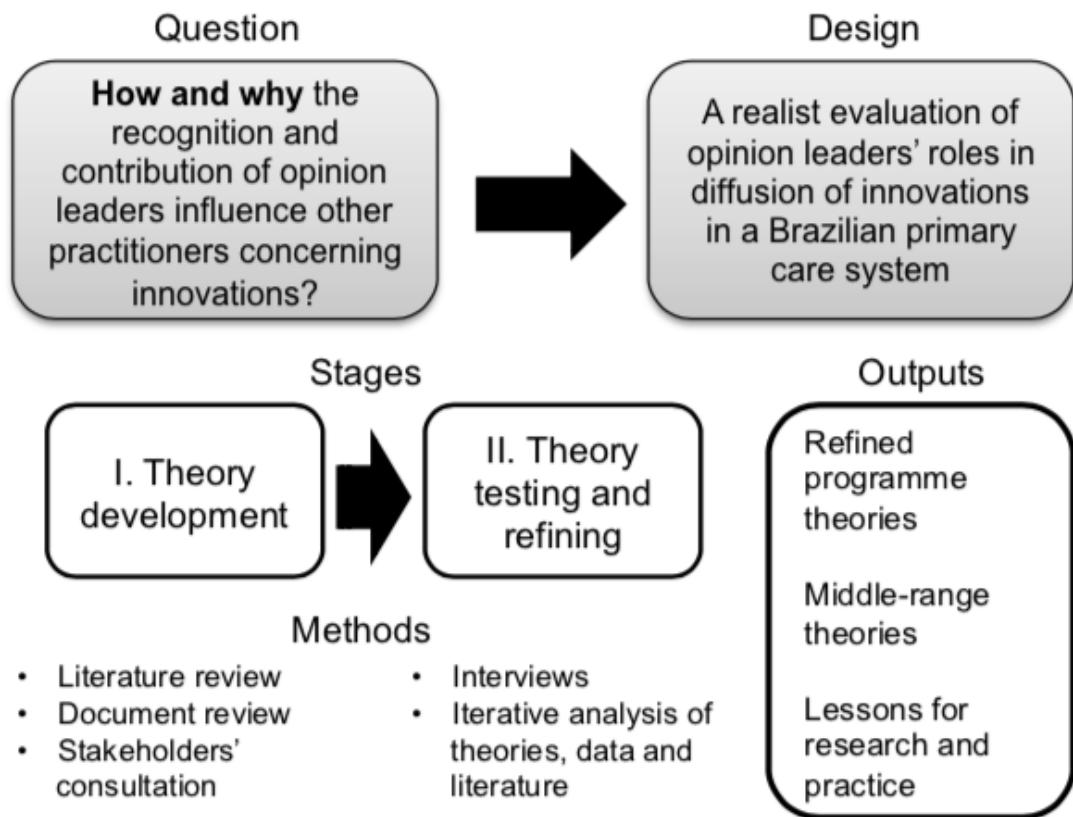 Question
How and why the
recognition and
contribution of opinion
leaders influence other
practitioners concerning
innovations?
Design
A realist evaluation of
opinion leaders’ roles in
diffusion of innovations
in a Brazilian primary
care system
Stages
I. Theory
development
II. Theory
testing and
refining
Methods
• Literature review
• Document review
• Stakeholders’
consultation
• Interviews
• Iterative analysis of
theories, data and
literature
Outputs
Refined
programme
theories
Middle-range
theories
Lessons for
research and
practice